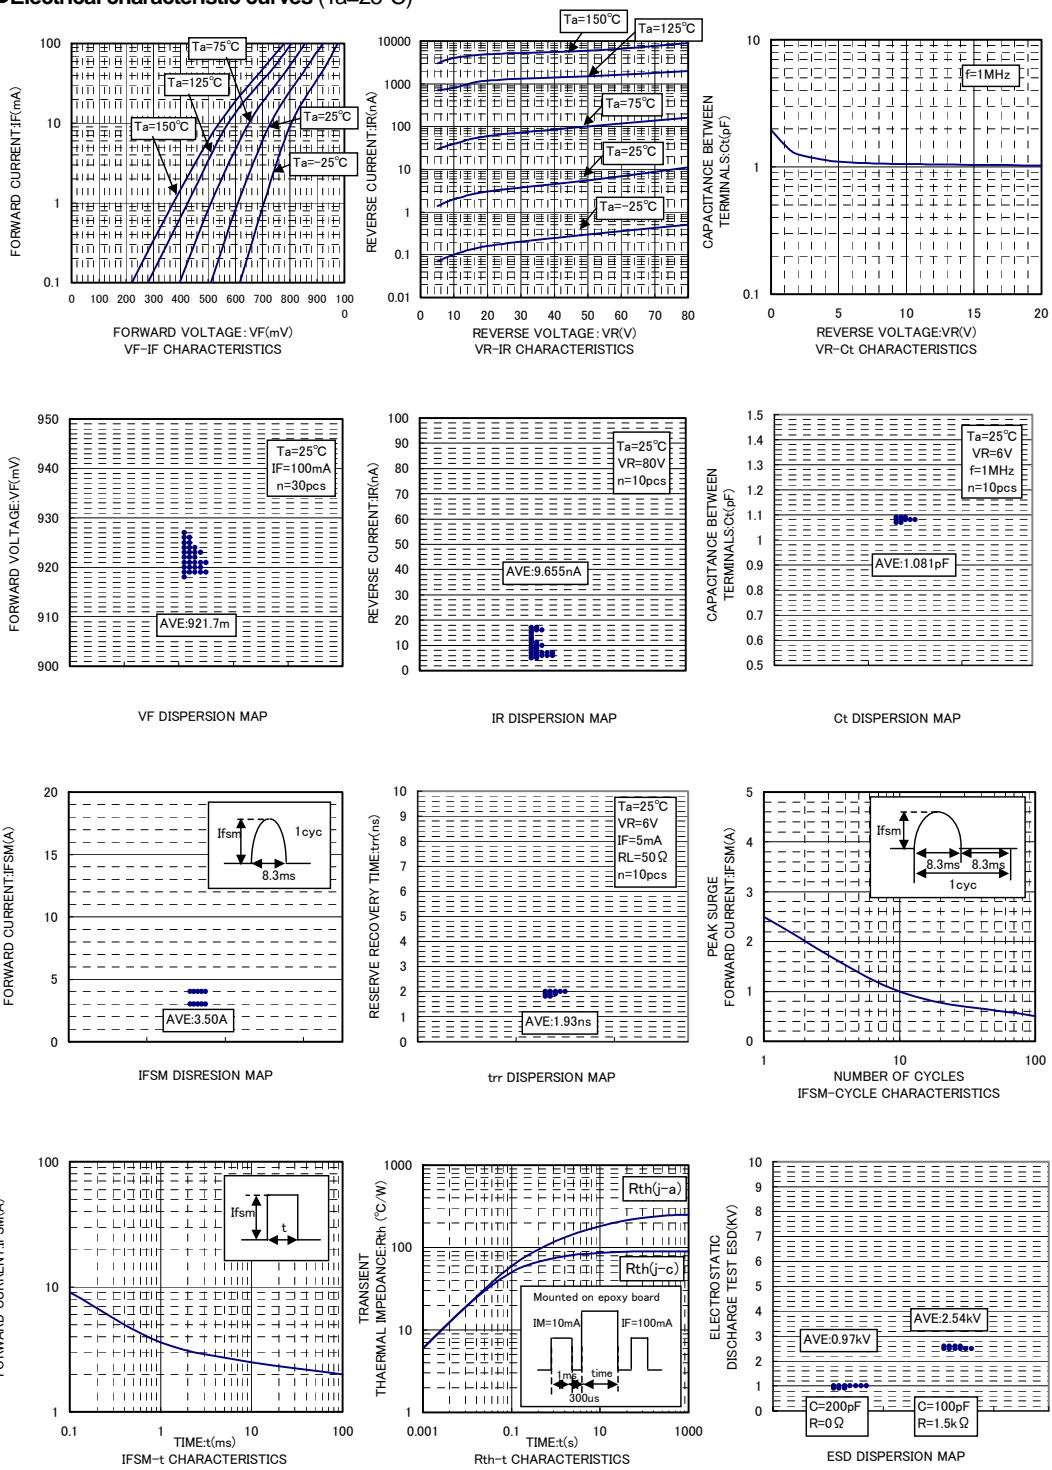 Electrical characteristic curves (Ta=25°C)
Ta=75°C
Ta=125°C
Ta=150°C
Ta=25°C
Ta=-25°C
FORWARD CURRENT:IF(mA)
100
10
1
0.1
0 100 200 300 400 500 600 700 800 900 100
0
FORWARD VOLTAGE:VF(mV)
VF-IF CHARACTERISTICS
Ta=150°C
Ta=125°C
Ta=75°C
Ta=25°C
Ta=-25°C
REVERSE CURRENT:IR(nA)
10000
1000
100
10
1
0.1
0.01
0 10 20 30 40 50 60 70 80
REVERSE VOLTAGE:VR(V)
VR-IR CHARACTERISTICS
f=1MHz
CAPACITANCE BETWEEN
TERMINALS:Ct(pF)
10
1
0.1
0 5 10 15 20
REVERSE VOLTAGE:VR(V)
VR-Ct CHARACTERISTICS
FORWARD VOLTAGE:VF(mV)
950
940
930
920
910
900
Ta=25°C
IF=100mA
n=30pcs
AVE:921.7m
VF DISPERSION MAP
REVERSE CURRENT:IR(nA)
100
90
80
70
60
50
40
30
20
10
0
Ta=25°C
VR=80V
n=10pcs
AVE:9.655nA
IR DISPERSION MAP
CAPACITANCE BETWEEN
TERMINALS:Ct(pF)
1.5
1.4
1.3
1.2
1.1
1
0.9
0.8
0.7
0.6
0.5
Ta=25°C
VR=6V
f=1MHz
n=10pcs
AVE:1.081pF
Ct DISPERSION MAP
FORWARD CURRENT:IFSM(A)
20
15
10
5
0
Ifsm
1cyc
8.3ms
AVE:3.50A
IFSM DISRESION MAP
RESERVE RECOVERY TIME:trr(ns)
10
9
8
7
6
5
4
3
2
1
0
Ta=25°C
VR=6V
IF=5mA
RL=50Ω
n=10pcs
AVE:1.93ns
trr DISPERSION MAP
PEAK SURGE
FORWARD CURRENT:IFSM(A)
5
4
3
2
1
0
Ifsm
8.3ms 8.3ms
1cyc
1 10 100
NUMBER OF CYCLES
IFSM-CYCLE CHARACTERISTICS
100
10
1
Ifsm
t
0.1 1 10 100
TIME:t(ms)
IFSM-t CHARACTERISTICS
TRANSIENT
THAERMAL IMPEDANCE:Rth (°C/W)
1000
100
10
1
Rth(j-a)
Rth(j-c)
Mounted on epoxy board
IM=10mA IF=100mA
1ms time
300us
0.001 0.1 10 1000
TIME:t(s)
Rth-t CHARACTERISTICS
ELECTROSTATIC
DISCHARGE TEST ESD(KV)
10
9
8
7
6
5
4
3
2
1
0
AVE:2.54kV
AVE:0.97kV
C=200pF
R=0Ω
C=100pF
R=1.5kΩ
ESD DISPERSION MAP